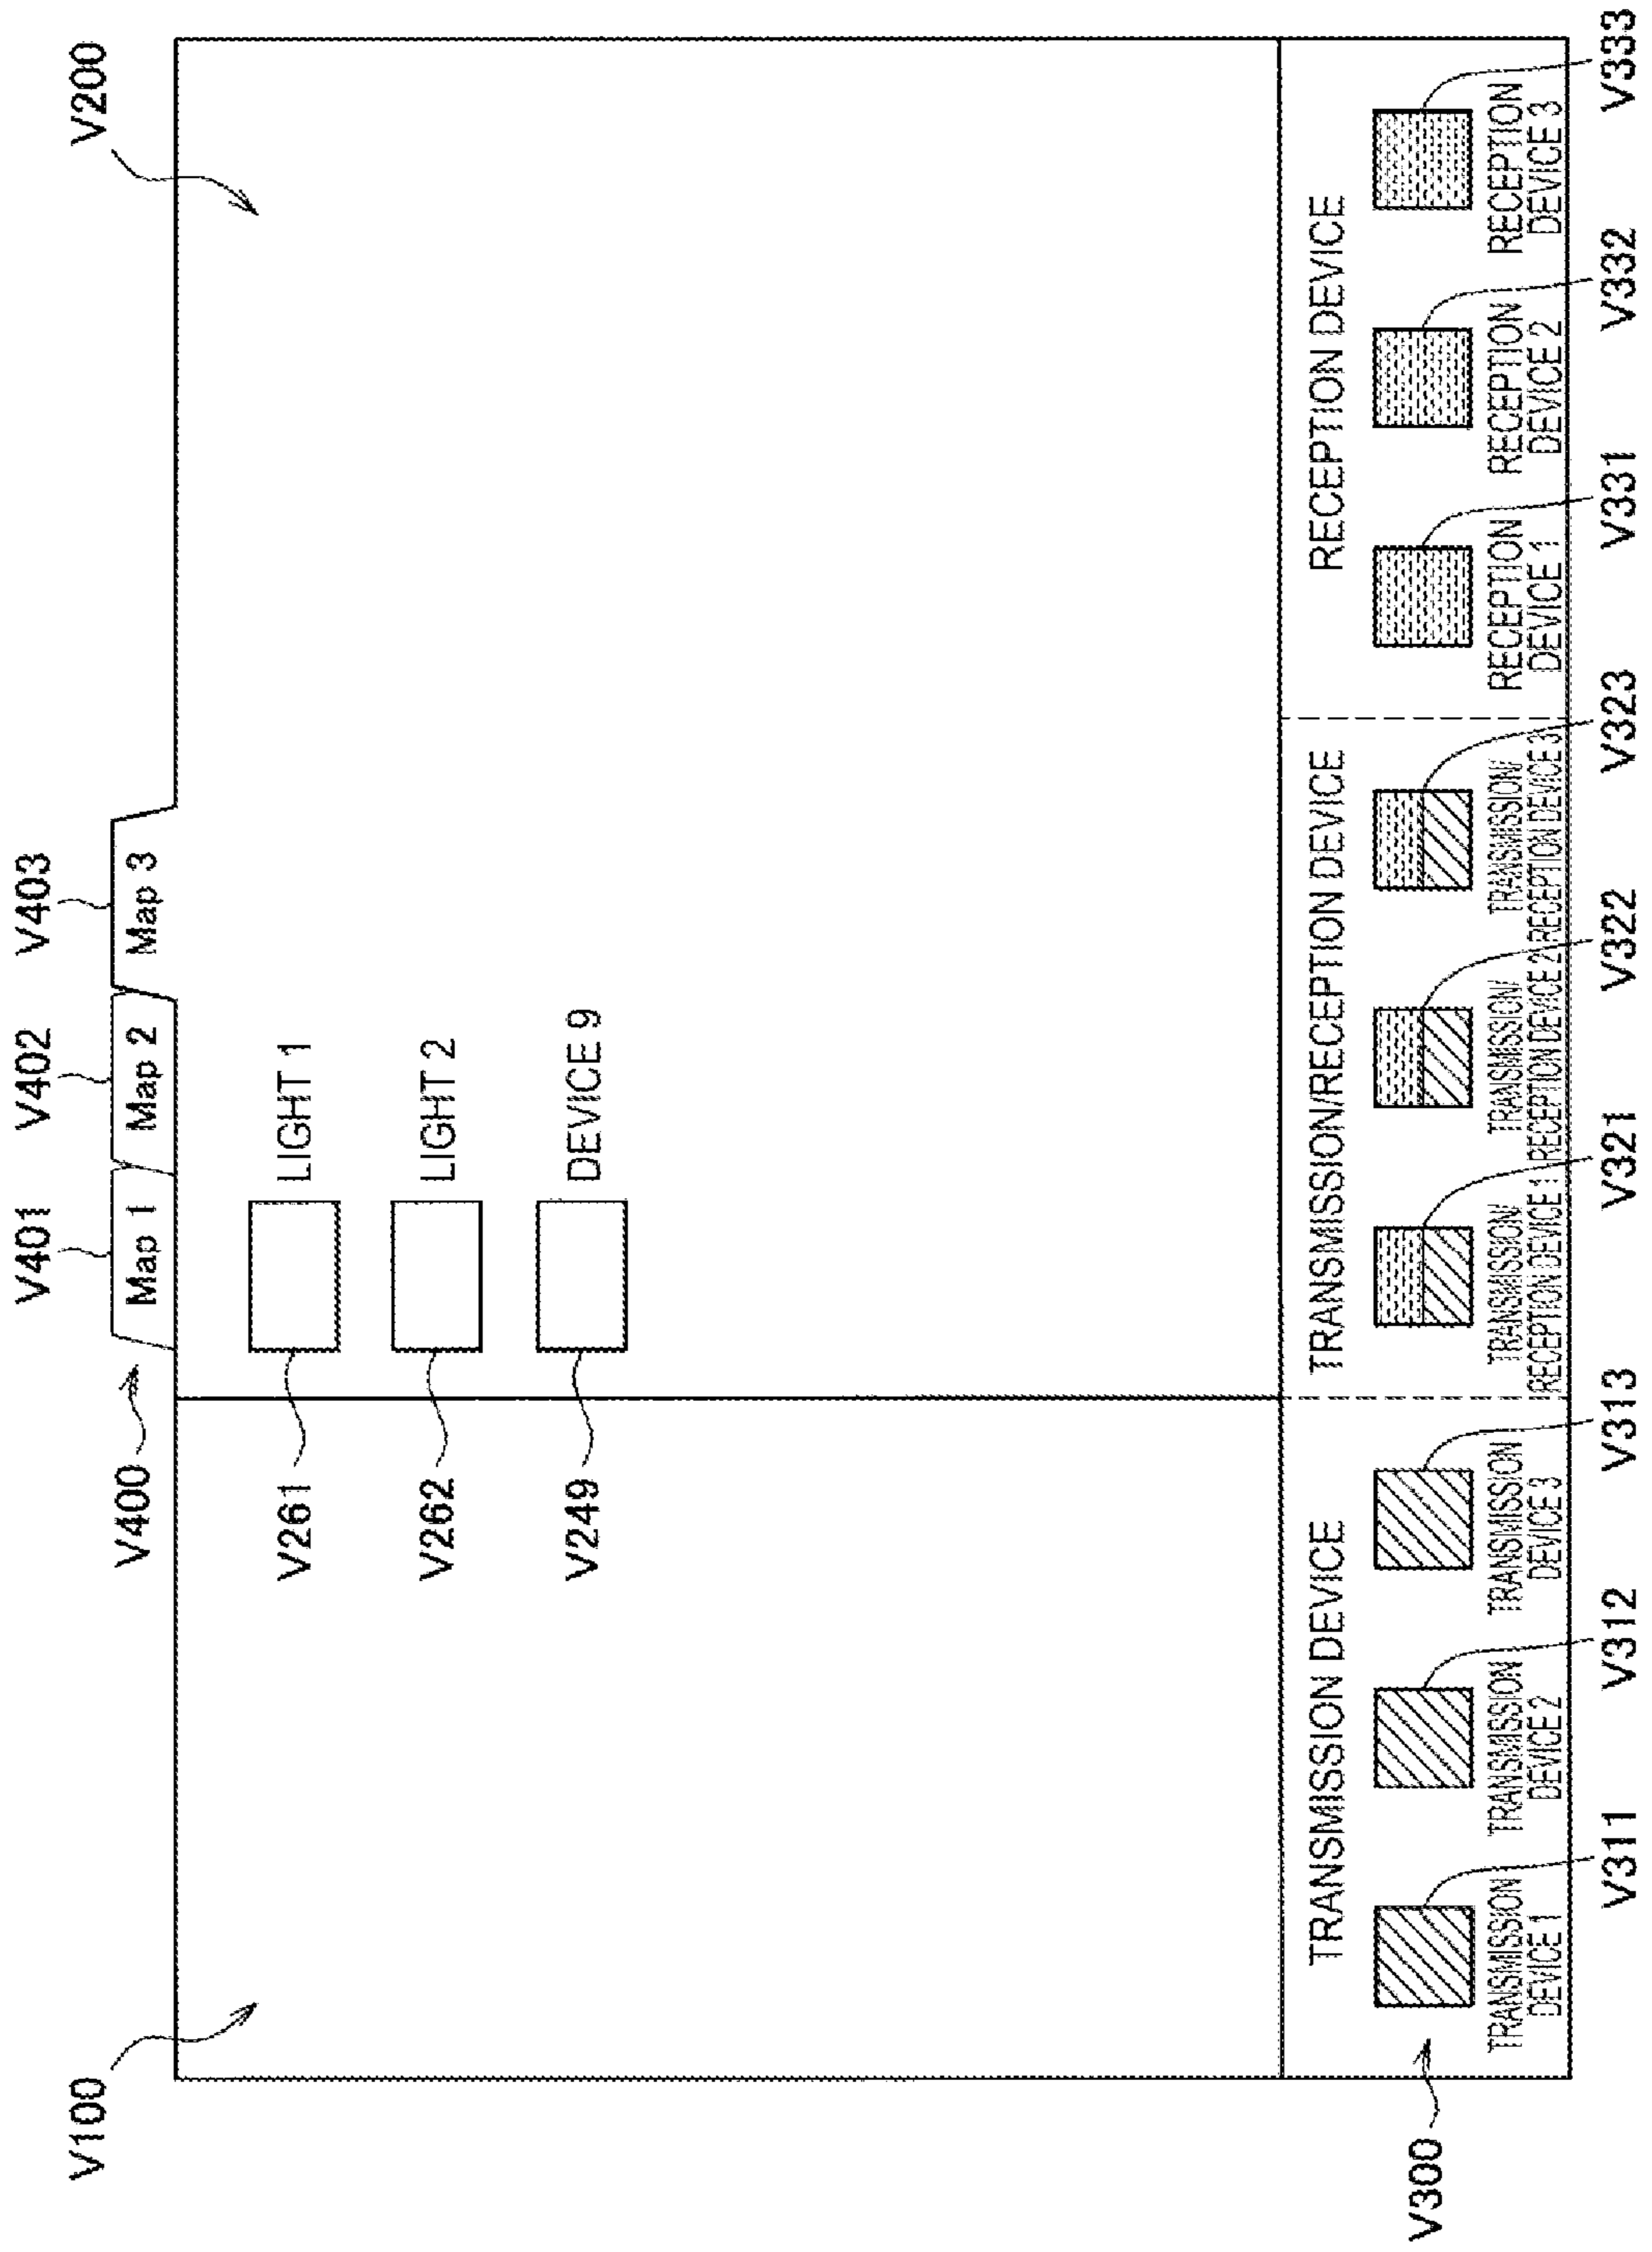 V100
V200
V400
V401
V402
V403
Map 1
Map 2
Map 3
V261
LIGHT 1
V262
LIGHT 2
V249
DEVICE 9
V300
TRANSMISSION DEVICE
TRANSMISSION/RECEPTION DEVICE
RECEPTION DEVICE
TRANSMISSION
DEVICE 1
TRANSMISSION
DEVICE 2
TRANSMISSION
DEVICE 3
TRANSMISSION/
RECEPTION DEVICE 1
TRANSMISSION/
RECEPTION DEVICE 2
TRANSMISSION/
RECEPTION DEVICE 3
RECEPTION
DEVICE 1
RECEPTION
DEVICE 2
RECEPTION
DEVICE 3
V311
V312
V313
V321
V322
V323
V331
V332
V333